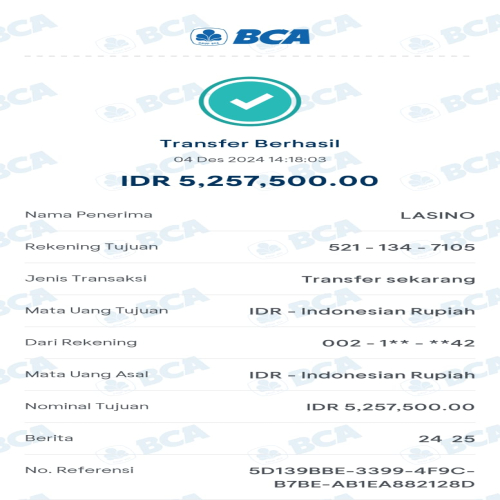 BCA
Transfer Berhasil
04 Des 2024 14:18:03
IDR 5,257,500.00
Nama Penerima LASINO
Rekening Tujuan 521 - 134 - 7105
Jenis Transaksi Transfer sekarang
Mata Uang Tujuan IDR - Indonesian Rupiah
Dari Rekening 002 - 1** - **42
Mata Uang Asal IDR - Indonesian Rupiah
Nominal Tujuan IDR 5,257,500.00
Berita 24 25
No. Referensi 5D139BBE-3399-4F9C-
B7BE-AB1EA882128D